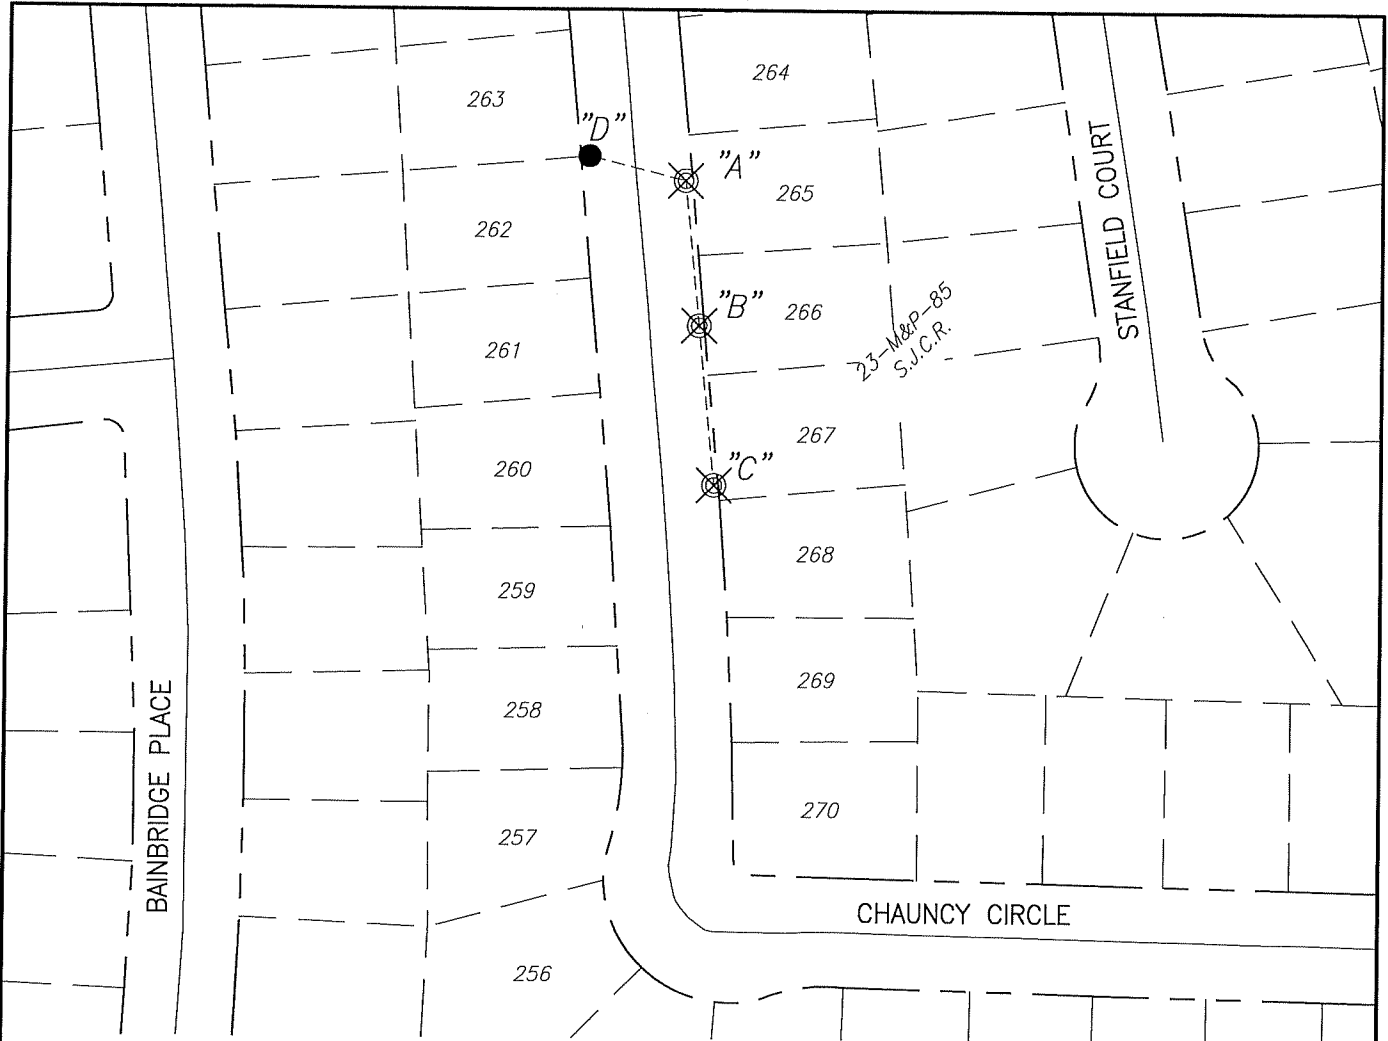 264
263
"D"
"A"
265
STANFIELD COURT
262
"B"
266
23-M&P-85
S.J.C.R.
261
267
"C"
260
268
259
269
258
BAINBRIDGE PLACE
270
257
CHAUNCY CIRCLE
256